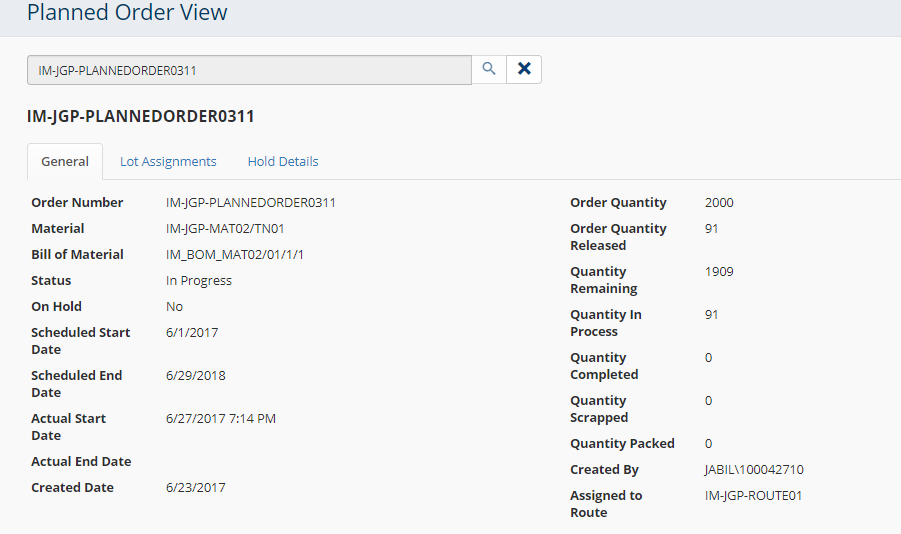 Planned Order View
IM-JGP-PLANNEDORDER0311
IM-JGP-PLANNEDORDER0311
General Lot Assignments Hold Details
Order Number IM-JGP-PLANNEDORDER0311
Material IM-JGP-MAT02/TN01
Bill of Material IM_BOM_MAT02/01/1/1
Status In Progress
On Hold No
Scheduled Start 6/1/2017
Date
Scheduled End 6/29/2018
Date
Actual Start 6/27/2017 7:14 PM
Date
Actual End Date
Created Date 6/23/2017
Order Quantity 2000
Order Quantity 91
Released
Quantity 1909
Remaining
Quantity In 91
Process
Quantity 0
Completed
Quantity 0
Scrapped
Quantity Packed 0
Created By JABIL\100042710
Assigned to IM-JGP-ROUTE01
Route